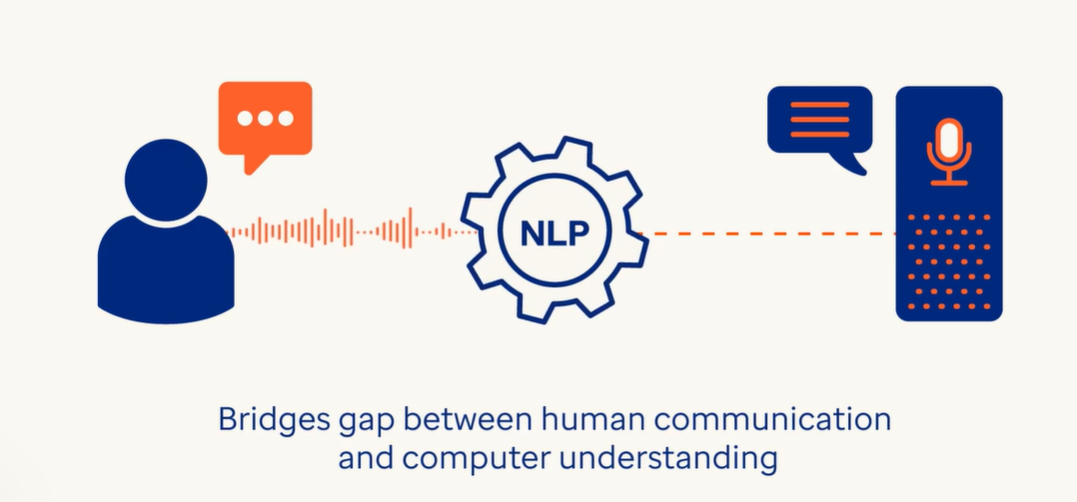 NLP
Bridges gap between human communication
and computer understanding